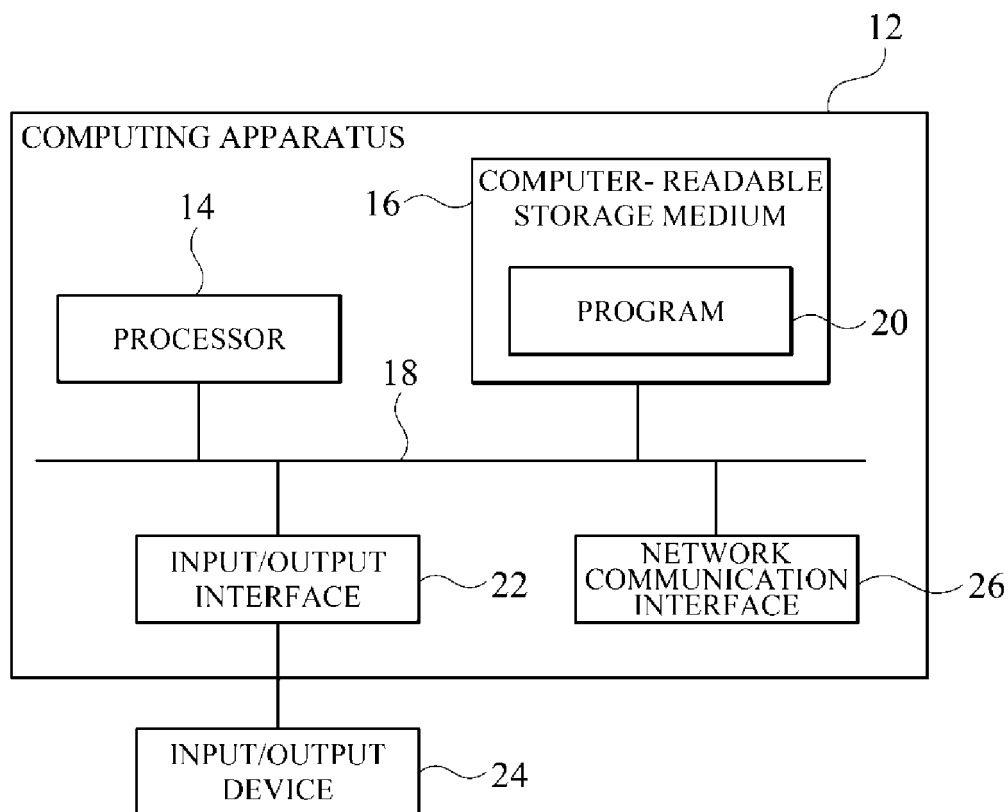 12
COMPUTING APPARATUS
14
16
COMPUTER- READABLE
STORAGE MEDIUM
PROCESSOR
PROGRAM
20
18
INPUT/OUTPUT
INTERFACE
22
NETWORK
COMMUNICATION
INTERFACE
26
INPUT/OUTPUT
DEVICE
24